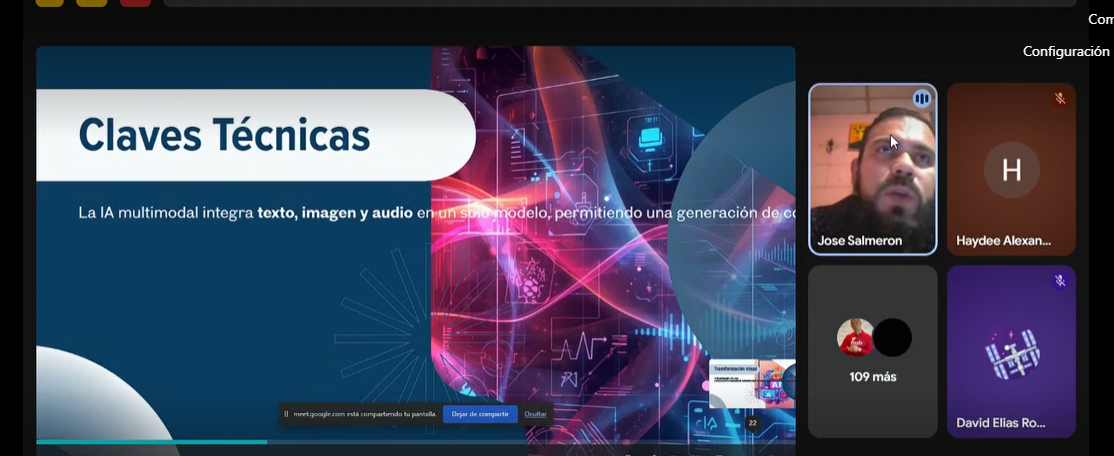 Com
Configuración
Claves Técnicas
La IA multimodal integra texto, imagen y audio en un solo modelo, permitiendo una generación de co
Jose Salmeron
H
Haydee Alexan...
109 más
David Elias Ro...
meet.google.com está compartiendo tu pantalla.
Dejar de compartir
Ocultar
22